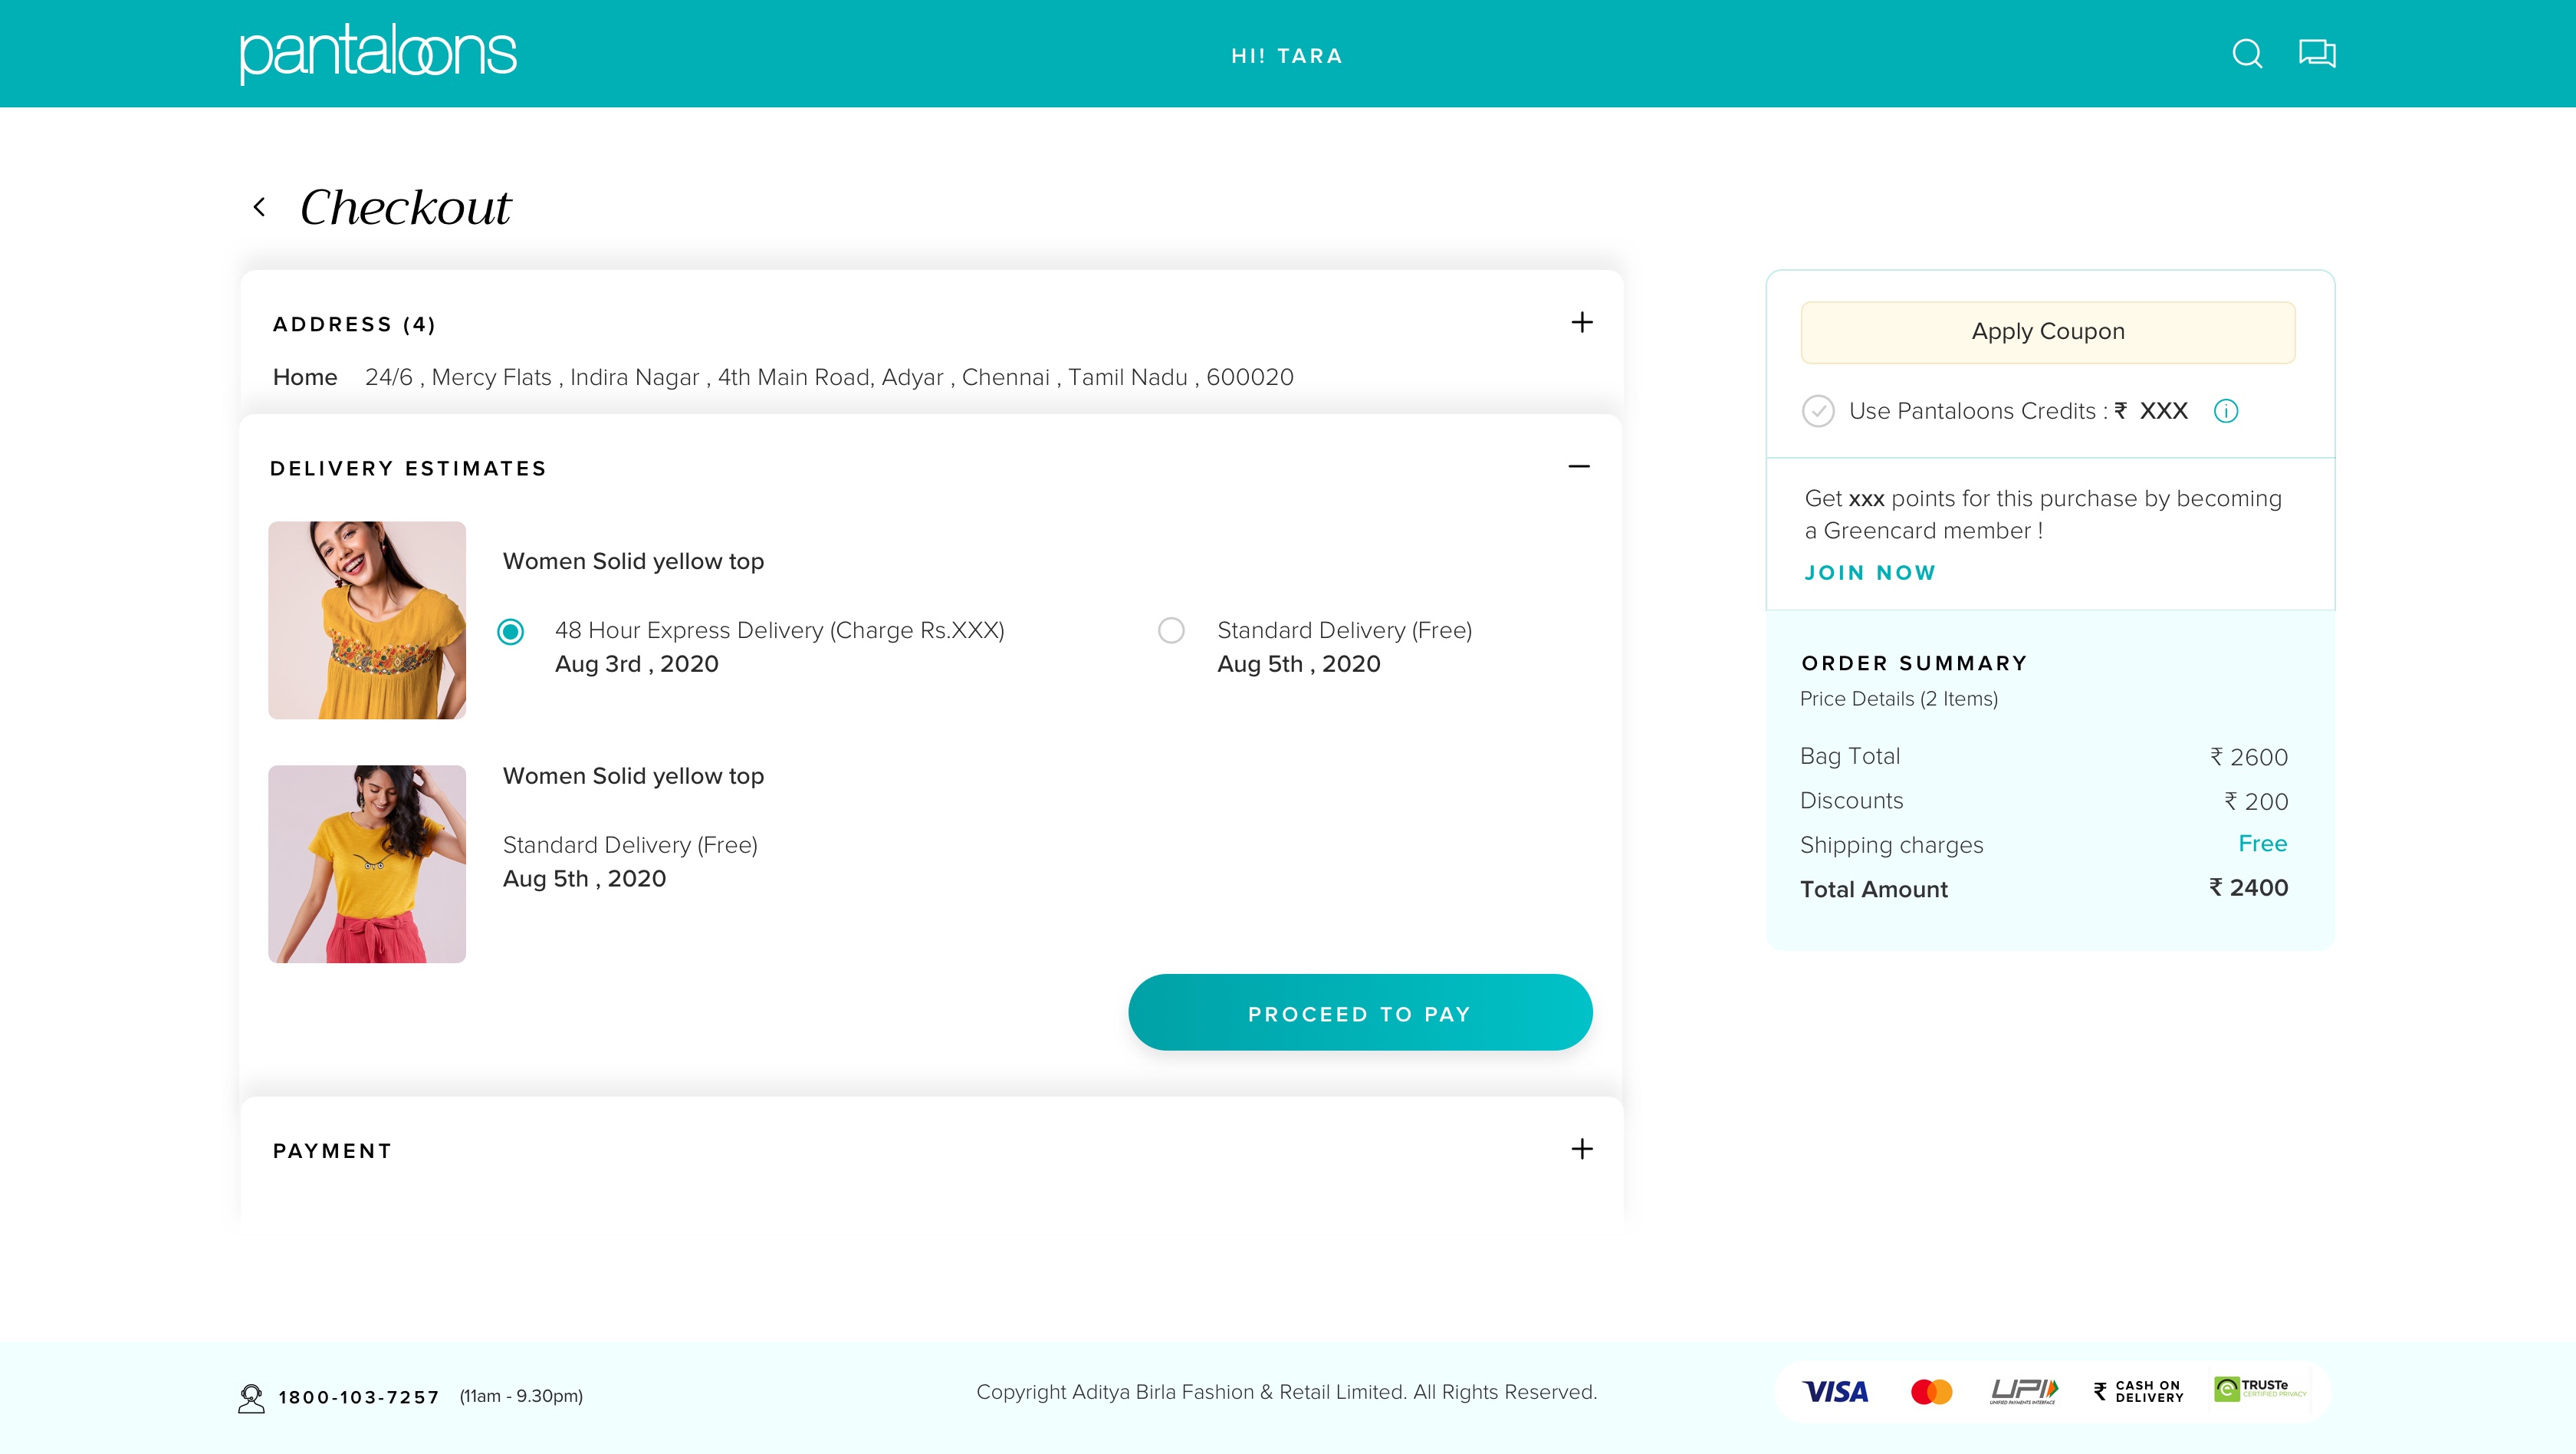 pantaloons
HI! TARA
Checkout
ADDRESS (4)
Home 24/6 , Mercy Flats , Indira Nagar , 4th Main Road, Adyar , Chennai , Tamil Nadu , 600020
DELIVERY ESTIMATES
Women Solid yellow top
48 Hour Express Delivery (Charge Rs.XXX)
Aug 3rd , 2020
Standard Delivery (Free)
Aug 5th , 2020
Women Solid yellow top
Standard Delivery (Free)
Aug 5th , 2020
PROCEED TO PAY
PAYMENT
Apply Coupon
Use Pantaloons Credits : ₹ XXX
Get xxx points for this purchase by becoming
a Greencard member !
JOIN NOW
ORDER SUMMARY
Price Details (2 Items)
Bag Total ₹ 2600
Discounts ₹ 200
Shipping charges Free
Total Amount ₹ 2400
1800-103-7257 (11am - 9.30pm)
Copyright Aditya Birla Fashion & Retail Limited. All Rights Reserved.
VISA
UPI
UNIFIED PAYMENTS INTERFACE
₹ CASH ON
DELIVERY
TRUSTe
CERTIFIED PRIVACY